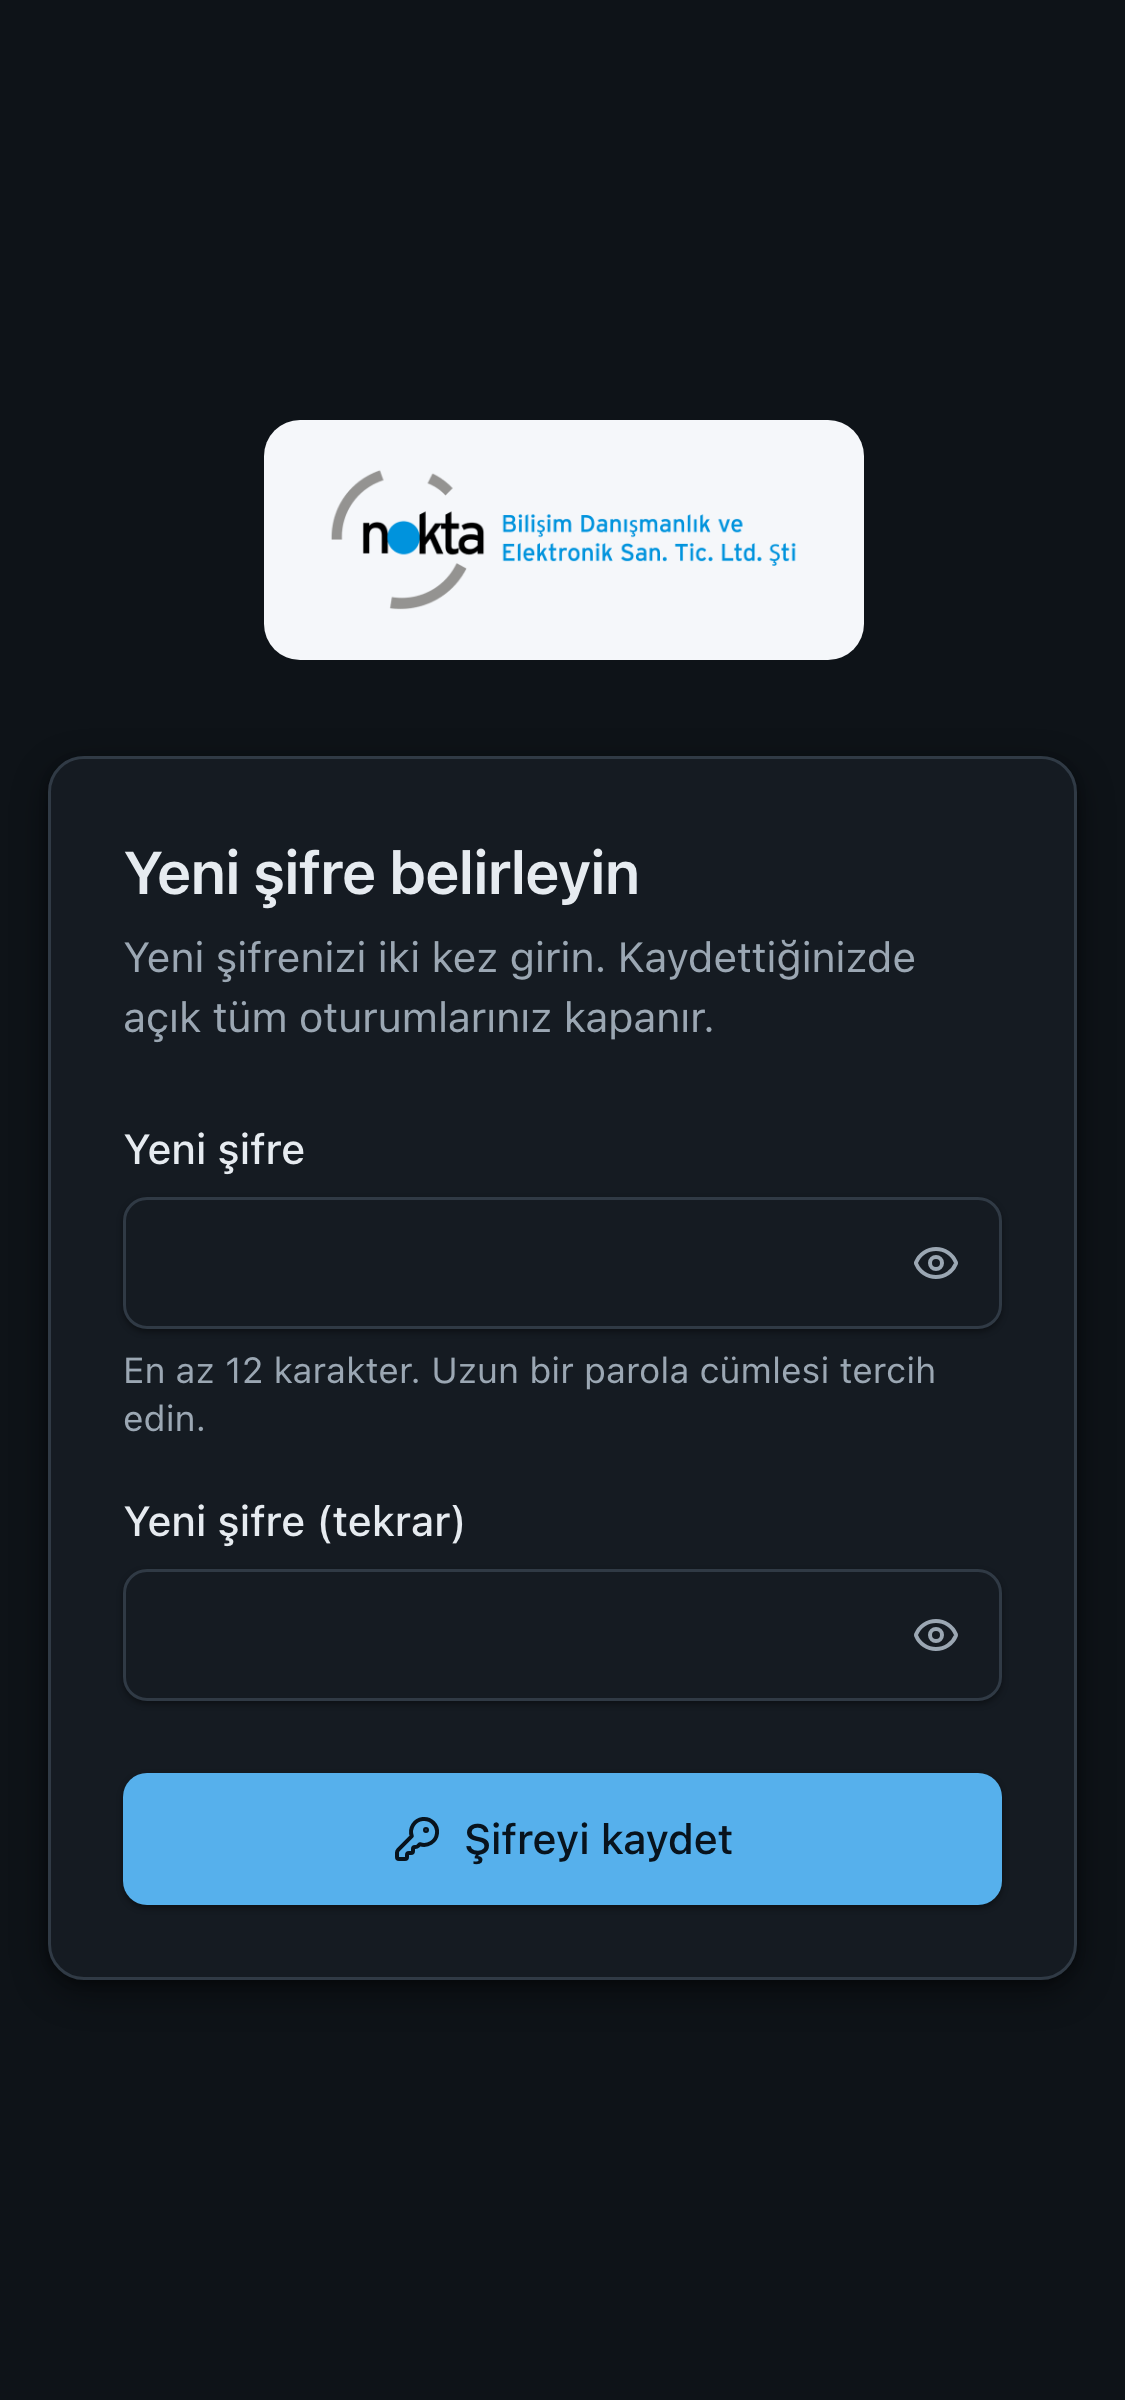 nokta
Bilişim Danışmanlık ve
Elektronik San. Tic. Ltd. Şti
Yeni şifre belirleyin
Yeni şifrenizi iki kez girin. Kaydettiğinizde
açık tüm oturumlarınız kapanır.
Yeni şifre
En az 12 karakter. Uzun bir parola cümlesi tercih
edin.
Yeni şifre (tekrar)
Şifreyi kaydet